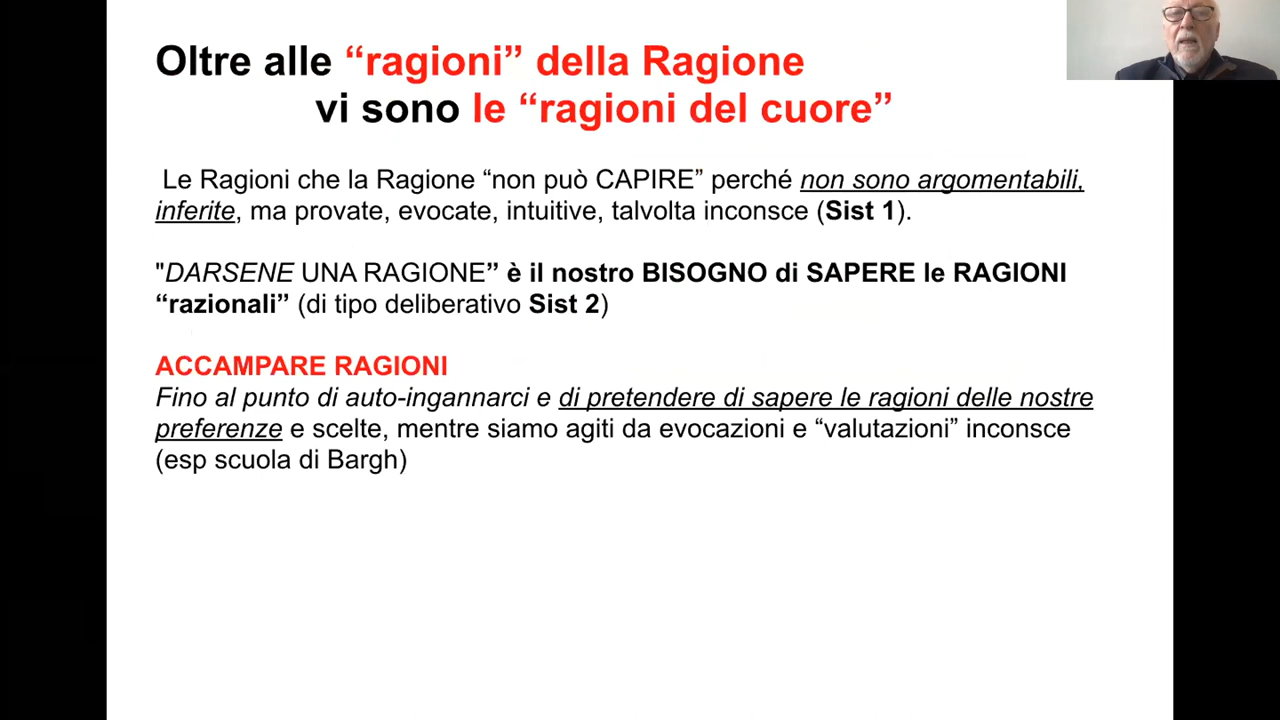 Oltre alle “ragioni” della Ragione
vi sono le “ragioni del cuore”
Le Ragioni che la Ragione “non può CAPIRE” perché non sono argomentabili,
inferite, ma provate, evocate, intuitive, talvolta inconsce (Sist 1).
"DARSENE UNA RAGIONE” è il nostro BISOGNO di SAPERE le RAGIONI
“razionali” (di tipo deliberativo Sist 2)
ACCAMPARE RAGIONI
Fino al punto di auto-ingannarci e di pretendere di sapere le ragioni delle nostre
preferenze e scelte, mentre siamo agiti da evocazioni e “valutazioni” inconsce
(esp scuola di Bargh)